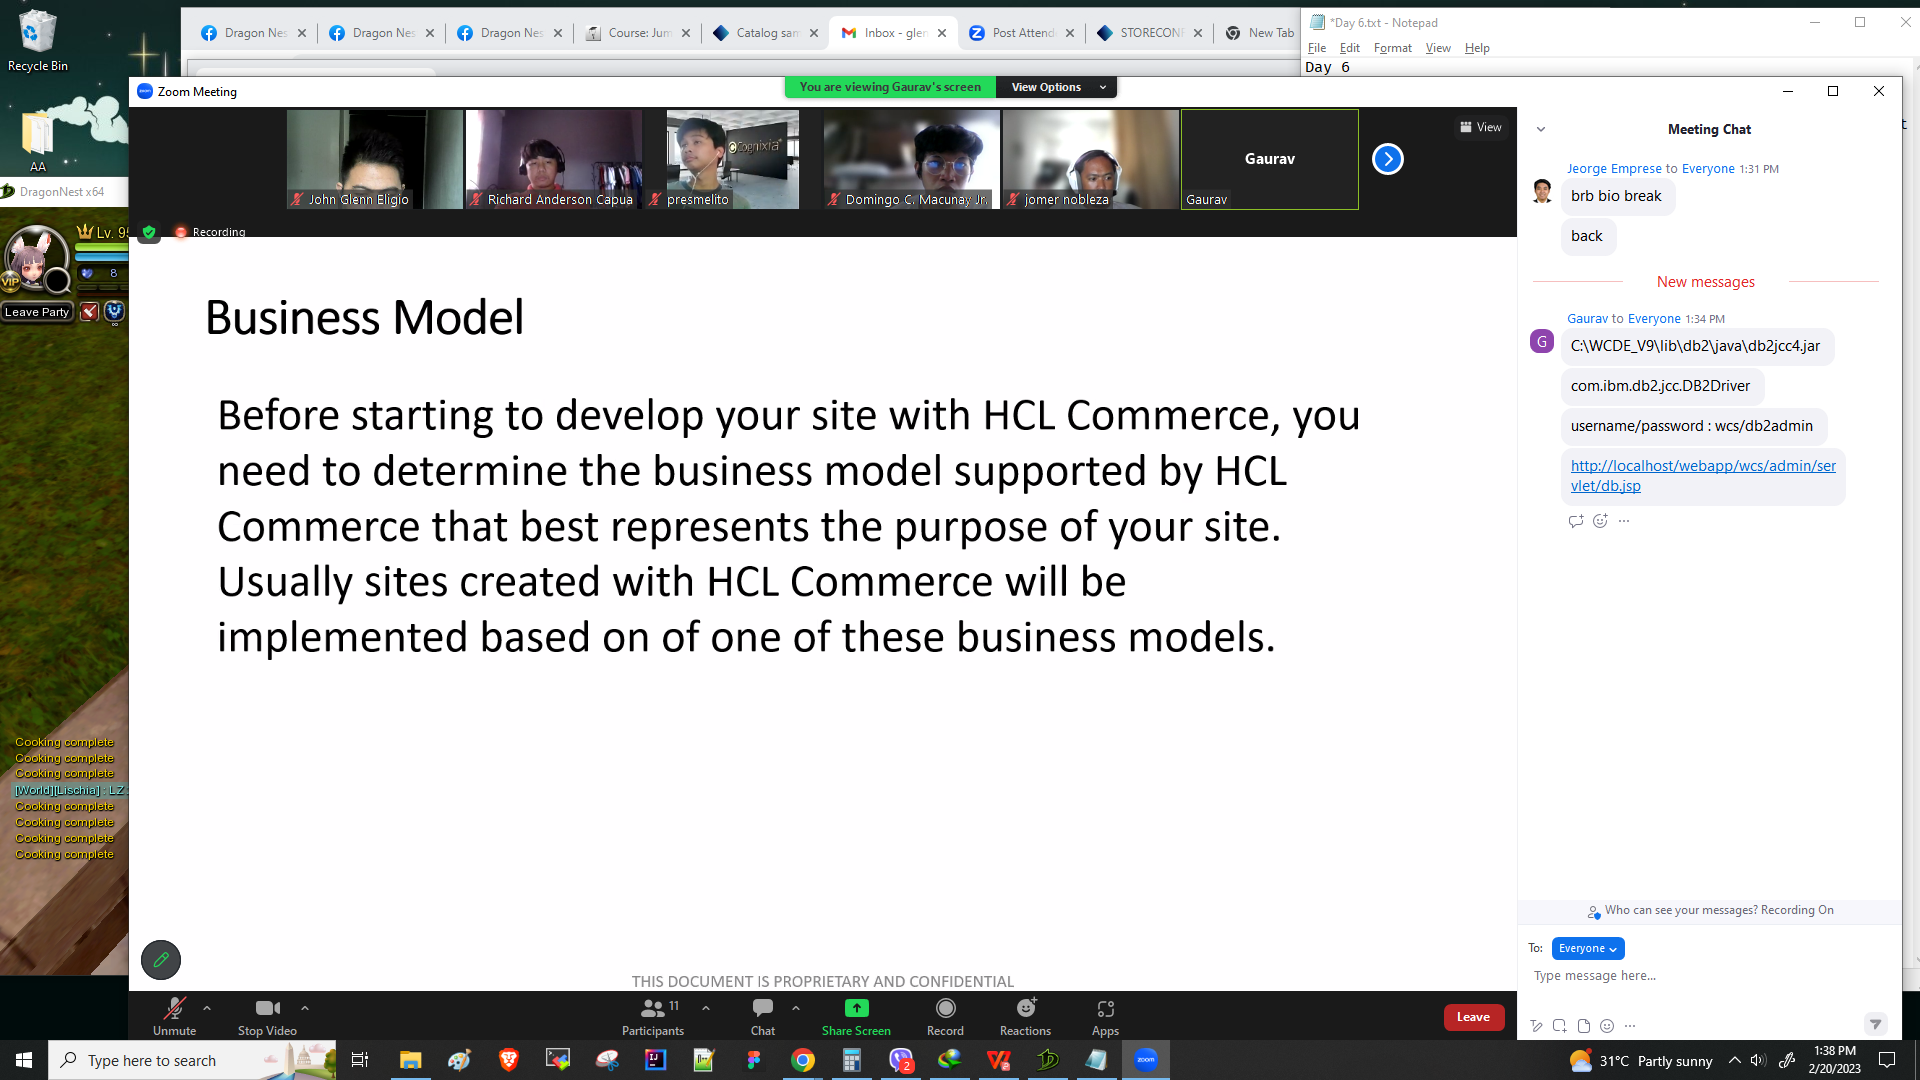 Recycle Bin
AA
DragonNest x64
Lv. 95
VIP
8
Leave Party
Cooking complete
Cooking complete
Cooking complete
[World][Lischia] : LZ
Cooking complete
Cooking complete
Cooking complete
Cooking complete
Dragon Nes
Dragon Nes
Dragon Nes
Course: Jum
Catalog sam
Inbox - glen
Post Attend
STORECONF
New Tab
*Day 6.txt - Notepad
File Edit Format View Help
Day 6
Zoom Meeting
You are viewing Gaurav's screen
View Options
View
Cognixia
John Glenn Eligio
Richard Anderson Capua
presmelito
Domingo C. Macunay Jr.
jomer nobleza
Gaurav
Gaurav
Recording
Business Model
Before starting to develop your site with HCL Commerce, you
need to determine the business model supported by HCL
Commerce that best represents the purpose of your site.
Usually sites created with HCL Commerce will be
implemented based on of one of these business models.
THIS DOCUMENT IS PROPRIETARY AND CONFIDENTIAL
Meeting Chat
Jeorge Emprese to Everyone 1:31 PM
brb bio break
back
New messages
Gaurav to Everyone 1:34 PM
G
C:\WCDE_V9\lib\db2\java\db2jcc4.jar
com.ibm.db2.jcc.DB2Driver
username/password : wcs/db2admin
http://localhost/webapp/wcs/admin/ser
vlet/db.jsp
Who can see your messages? Recording On
To: Everyone
Type message here...
Unmute
Stop Video
11
Participants
Chat
Share Screen
Record
Reactions
Apps
Leave
Type here to search
2
zoom
31°C Partly sunny
1:38 PM
2/20/2023